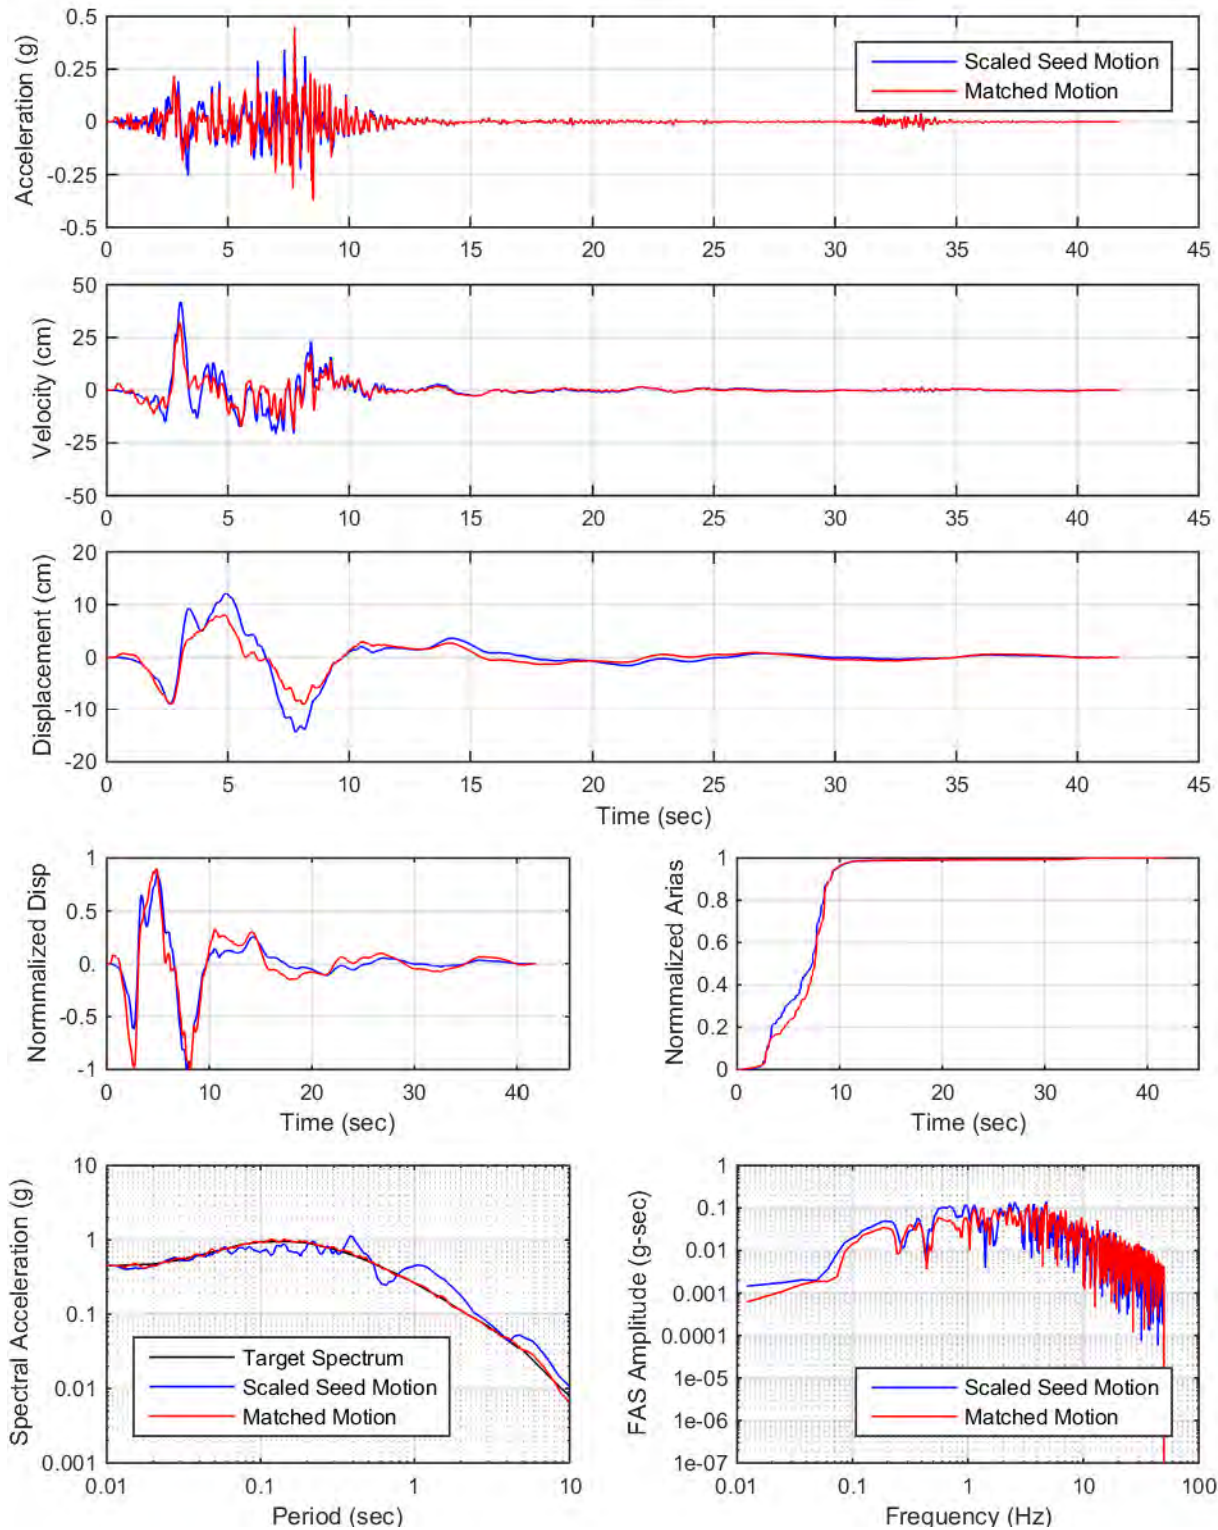 0.5
0.25
0
-0.25
-0.5
Acceleration (g)
Scaled Seed Motion
Matched Motion
0 5 10 15 20 25 30 35 40 45
50
25
0
-25
-50
Velocity (cm)
0 5 10 15 20 25 30 35 40 45
20
10
0
-10
-20
Displacement (cm)
0 5 10 15 20 25 30 35 40 45
Time (sec)
1
0.5
0
-0.5
-1
Normmalized Disp
0 10 20 30 40
Time (sec)
1
0.8
0.6
0.4
0.2
0
Normmalized Arias
0 10 20 30 40
Time (sec)
10
1
0.1
0.01
0.001
Spectral Acceleration (g)
Target Spectrum
Scaled Seed Motion
Matched Motion
0.01 0.1 1 10
Period (sec)
1
0.1
0.01
0.001
0.0001
1e-05
1e-06
1e-07
FAS Amplitude (g-sec)
Scaled Seed Motion
Matched Motion
0.01 0.1 1 10 100
Frequency (Hz)